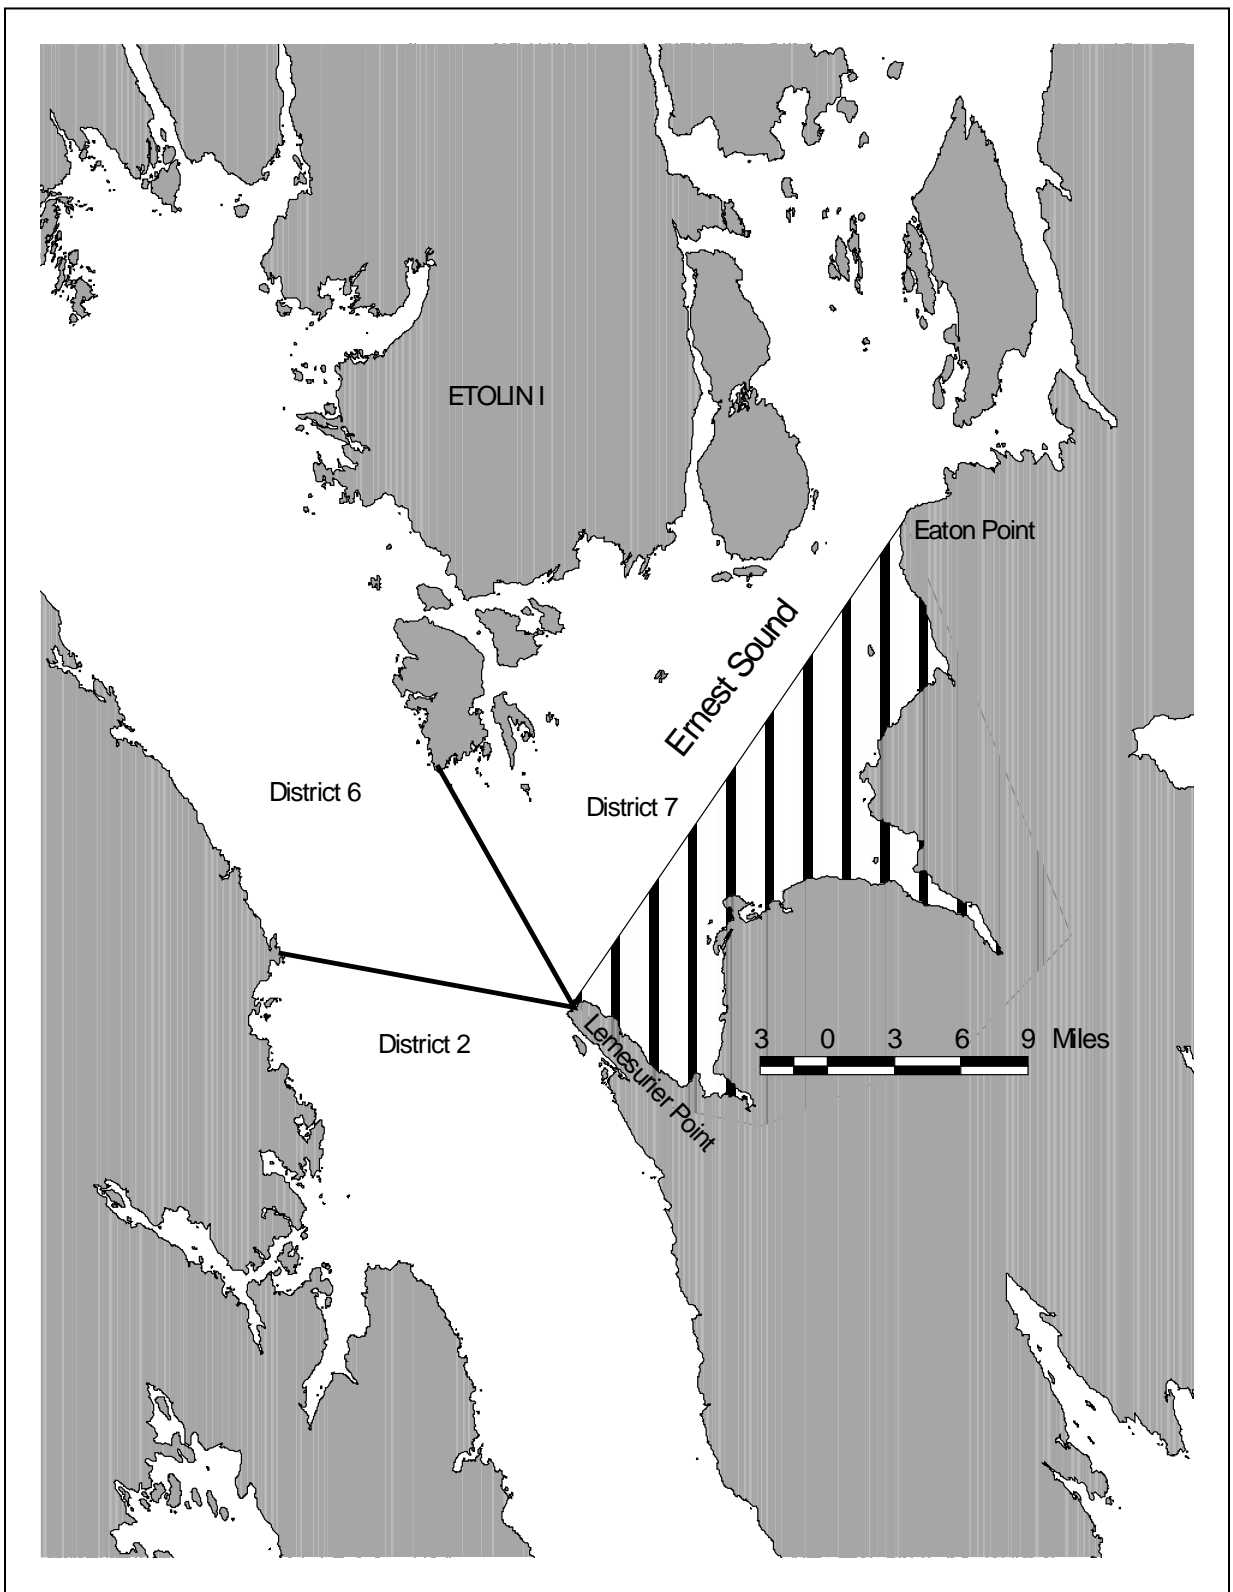 ETOLIN I
Eaton Point
Ernest Sound
District 6
District 7
District 2
Lemesurier Point
3 0 3 6 9 Miles